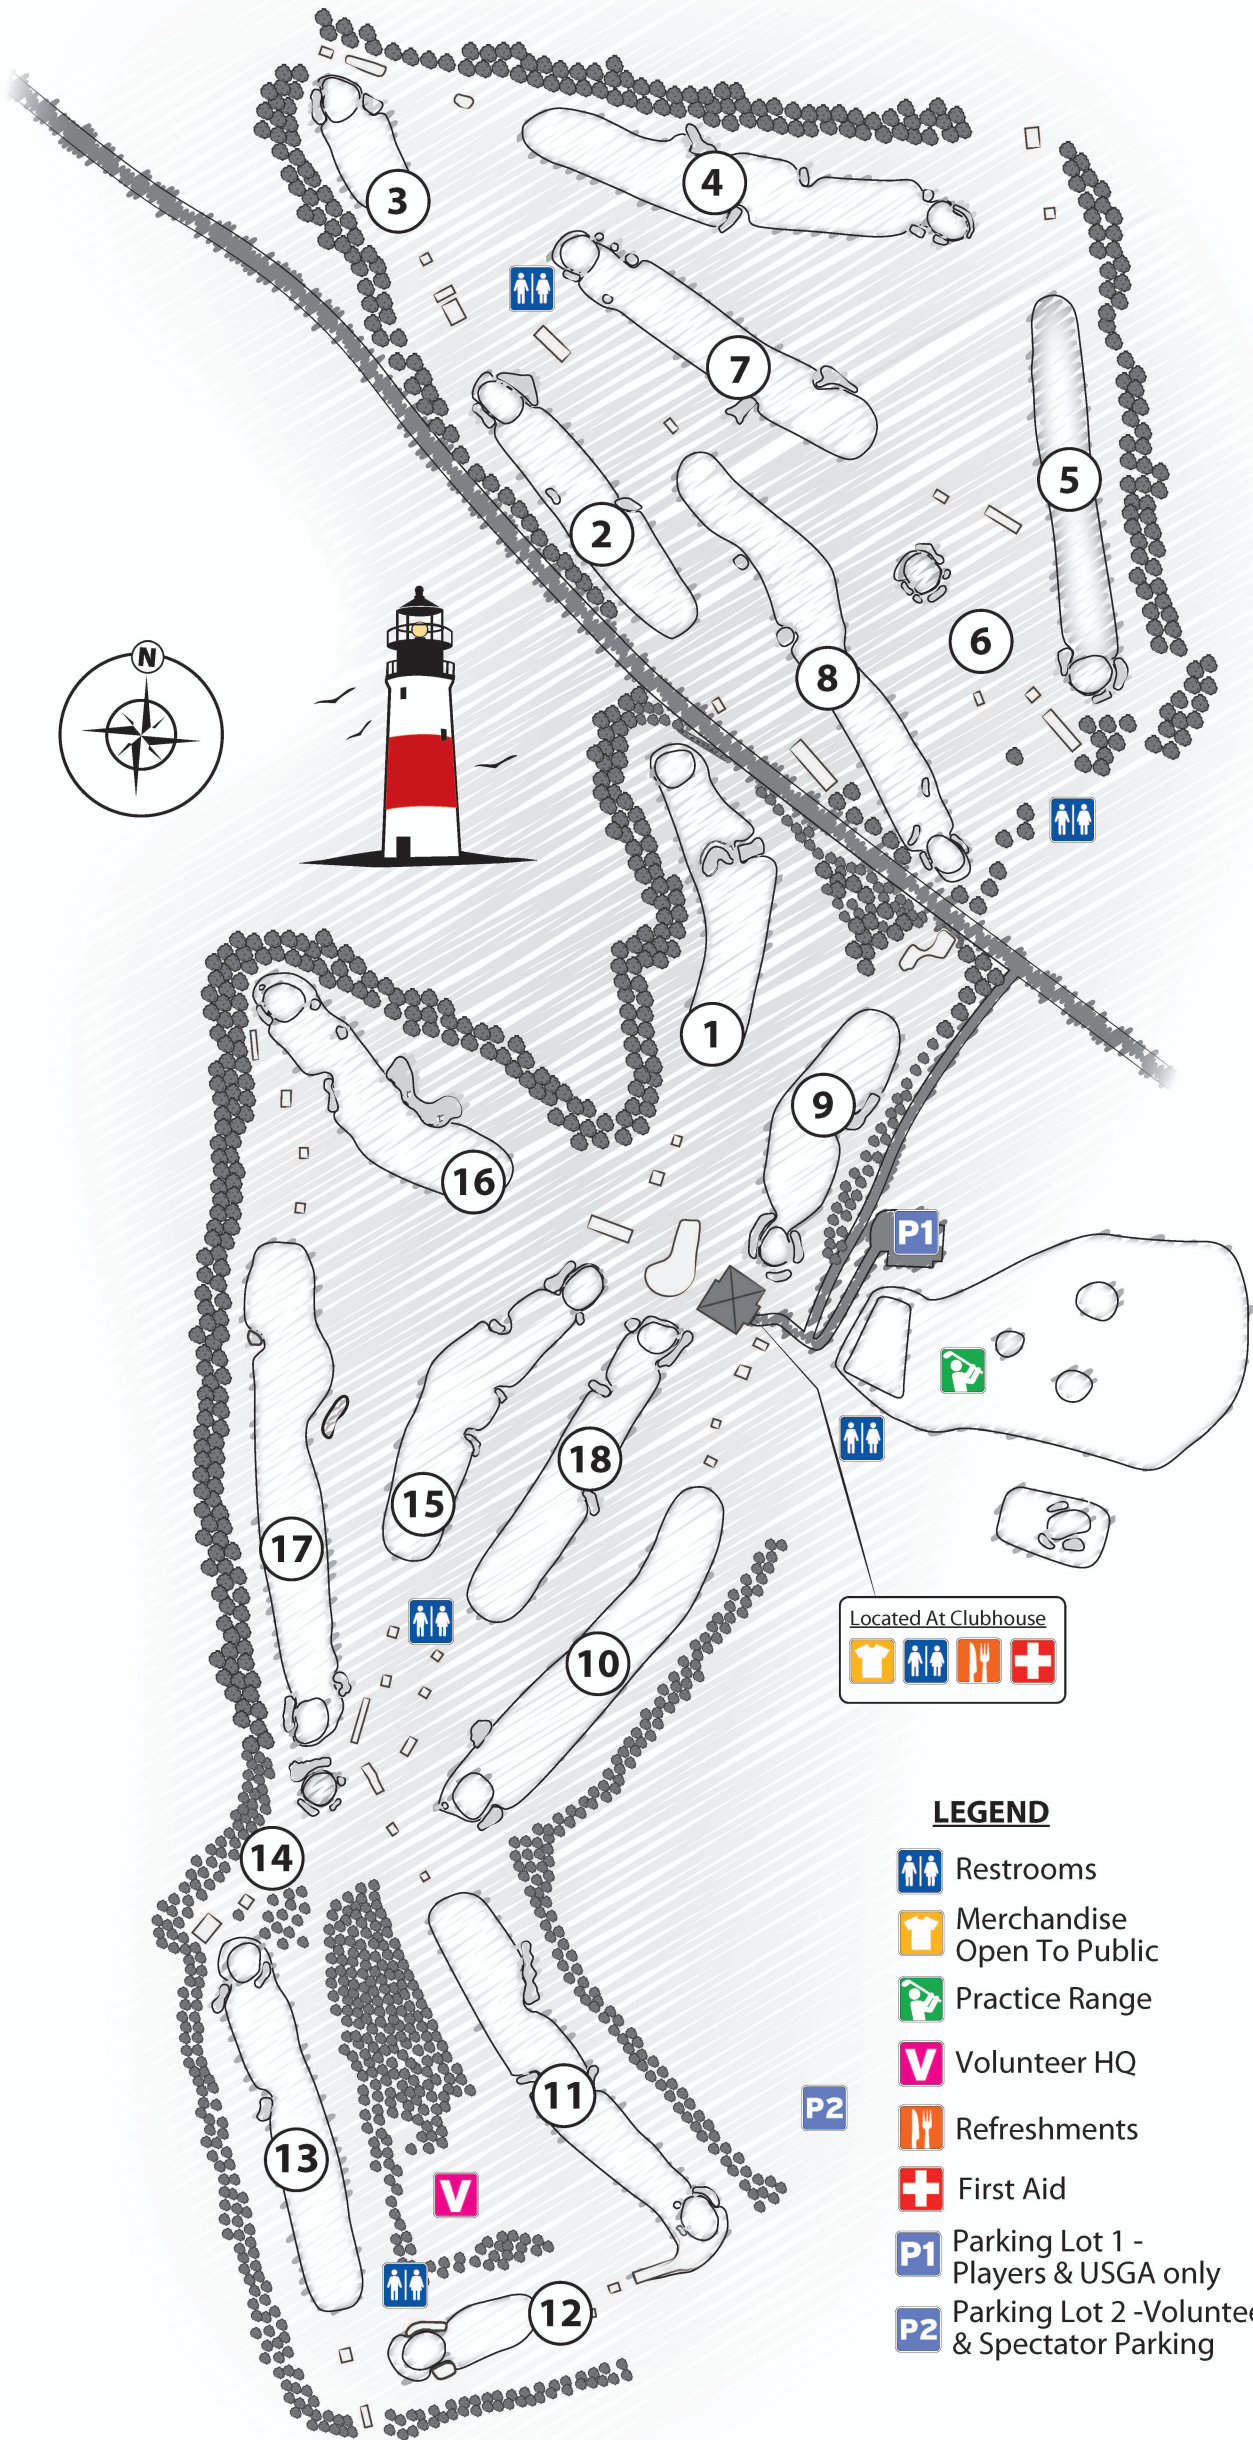 3
4
7
2
5
6
8
N
1
9
16
P1
18
15
17
10
Located At Clubhouse
LEGEND
14
Restrooms
Merchandise
Open To Public
Practice Range
V Volunteer HQ
11
P2
13
Refreshments
V
First Aid
P1 Parking Lot 1 -
Players & USGA only
12
P2 Parking Lot 2 -Voluntee
& Spectator Parking